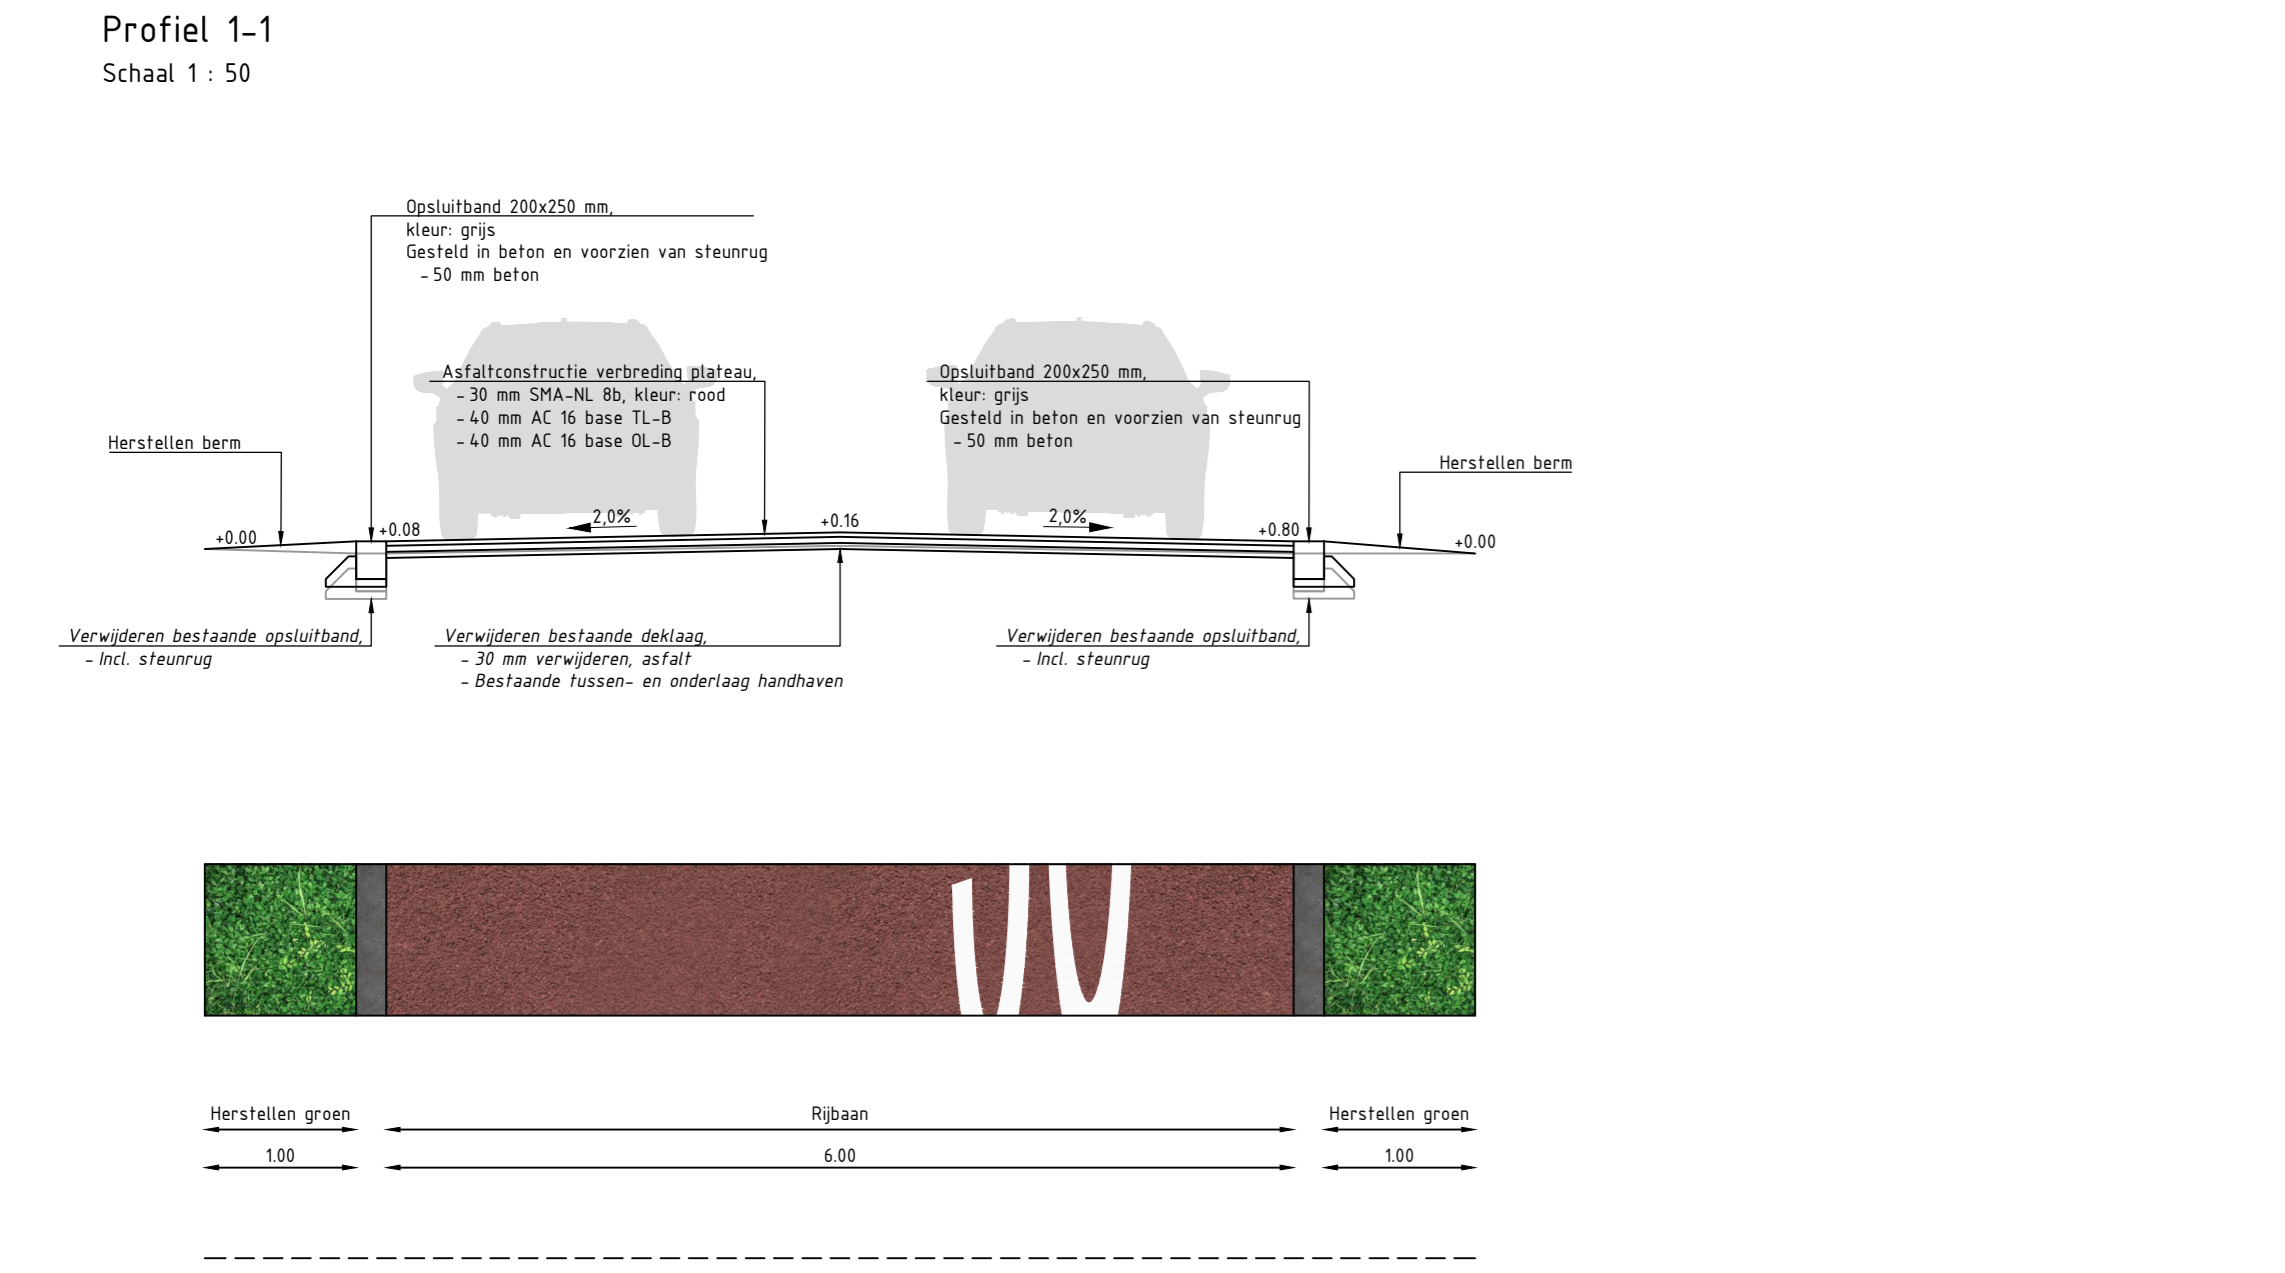 Profiel 1-1
Schaal 1 : 50
Opsluitband 200x250 mm,
kleur: grijs
Gesteld in beton en voorzien van steunrug
- 50 mm beton
Asfaltconstructie verbreding plateau,
- 30 mm SMA-NL 8b, kleur: rood
- 40 mm AC 16 base TL-B
- 40 mm AC 16 base OL-B
Opsluitband 200x250 mm,
kleur: grijs
Gesteld in beton en voorzien van steunrug
- 50 mm beton
Herstellen berm
Herstellen berm
+0.00
+0.08
2,0%
+0.16
2,0%
+0.80
+0.00
Verwijderen bestaande opsluitband,
- Incl. steunrug
Verwijderen bestaande deklaag,
- 30 mm verwijderen, asfalt
- Bestaande tussen- en onderlaag handhaven
Verwijderen bestaande opsluitband,
- Incl. steunrug
Herstellen groen
Rijbaan
Herstellen groen
1.00
6.00
1.00